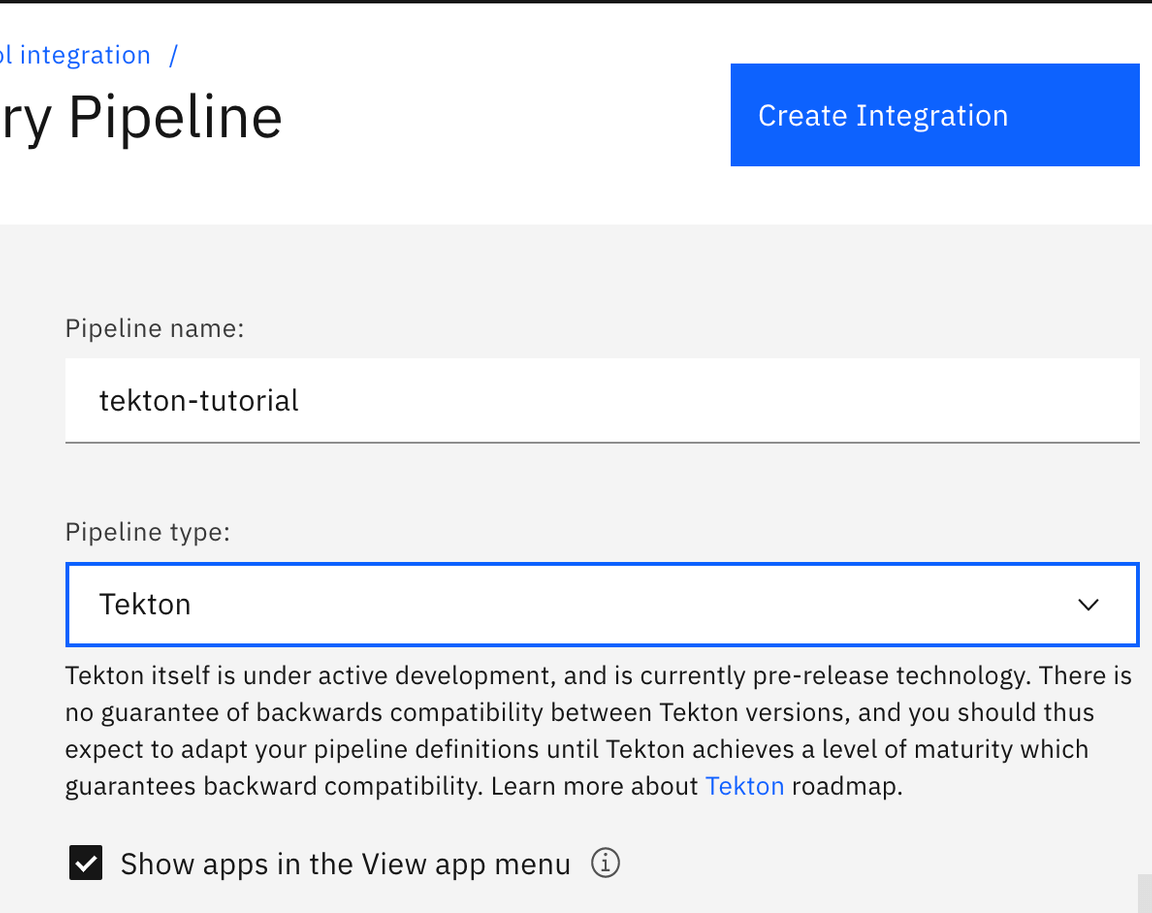 integration /
Pipeline
Create Integration
Pipeline name:
tekton-tutorial
Pipeline type:
Tekton
Tekton itself is under active development, and is currently pre-release technology. There is
no guarantee of backwards compatibility between Tekton versions, and you should thus
expect to adapt your pipeline definitions until Tekton achieves a level of maturity which
guarantees backward compatibility. Learn more about Tekton roadmap.
Show apps in the View app menu